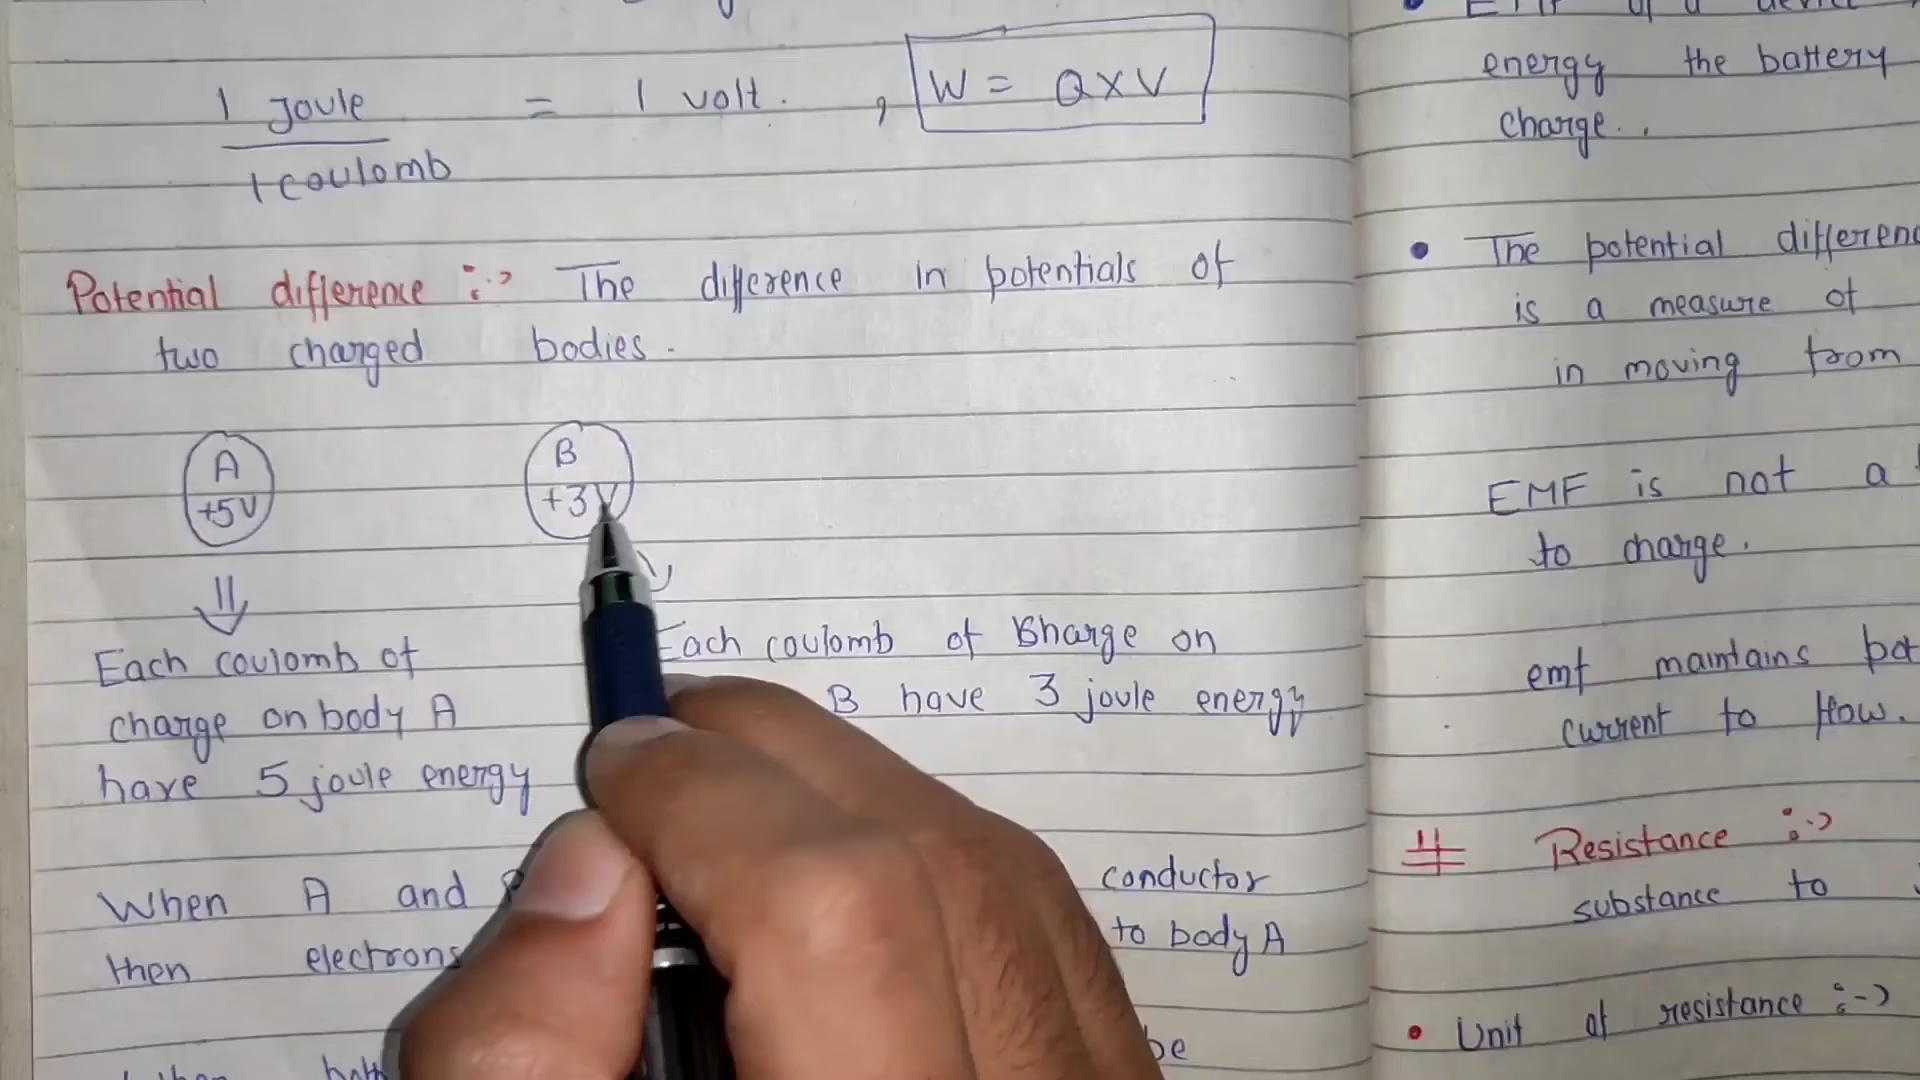 1 Joule = 1 volt. , W = Q×V
1 coulomb
Potential difference :-> The difference in potentials of
two charged bodies.
A B
+5V +3V
Each coulomb of
charge on body A
have 5 joule energy
Each coulomb of charge on
B have 3 joule energy
When A and conductor
then electrons to body A
be
energy the battery
charge..
• The potential
is a measure of
in moving from
EMF is not a
to charge.
emf maintains
current to flow.
# Resistance :->
substance to
• Unit of resistance :->